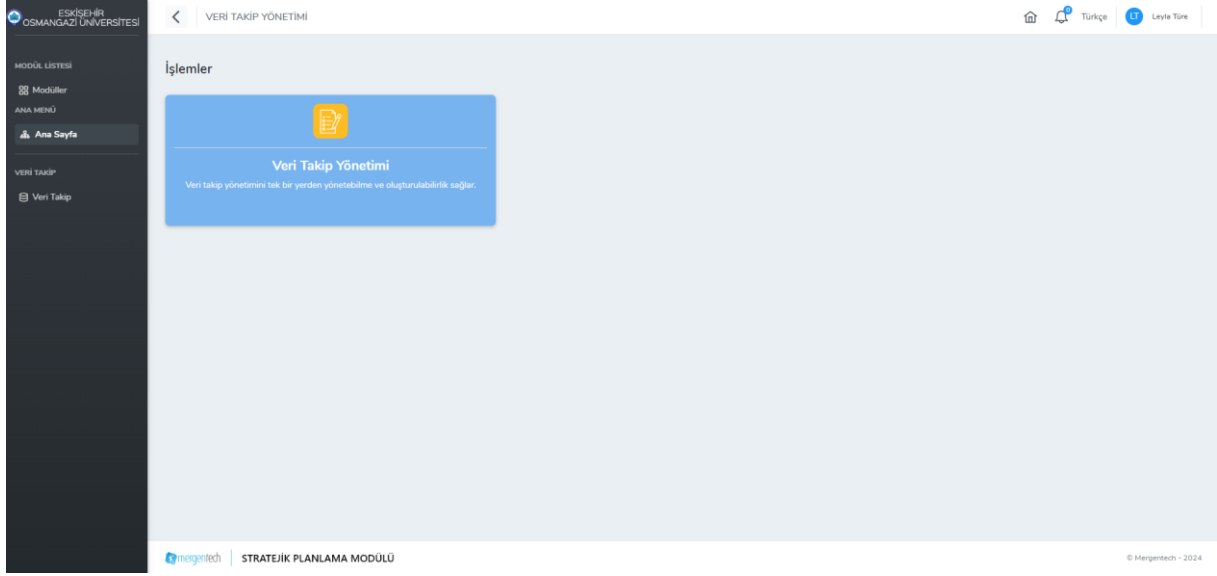 ESKİŞEHİR
OSMANGAZİ ÜNİVERSİTESİ
VERİ TAKİP YÖNETİMİ
0
Türkçe
LT
Leyla Türe
MODÜL LİSTESİ
Modüller
ANA MENÜ
Ana Sayfa
VERİ TAKİP
Veri Takip
İşlemler
Veri Takip Yönetimi
Veri takip yönetimini tek bir yerden yönetebilme ve oluşturulabilirlik sağlar.
mergentech
STRATEJİK PLANLAMA MODÜLÜ
© Mergentech - 2024